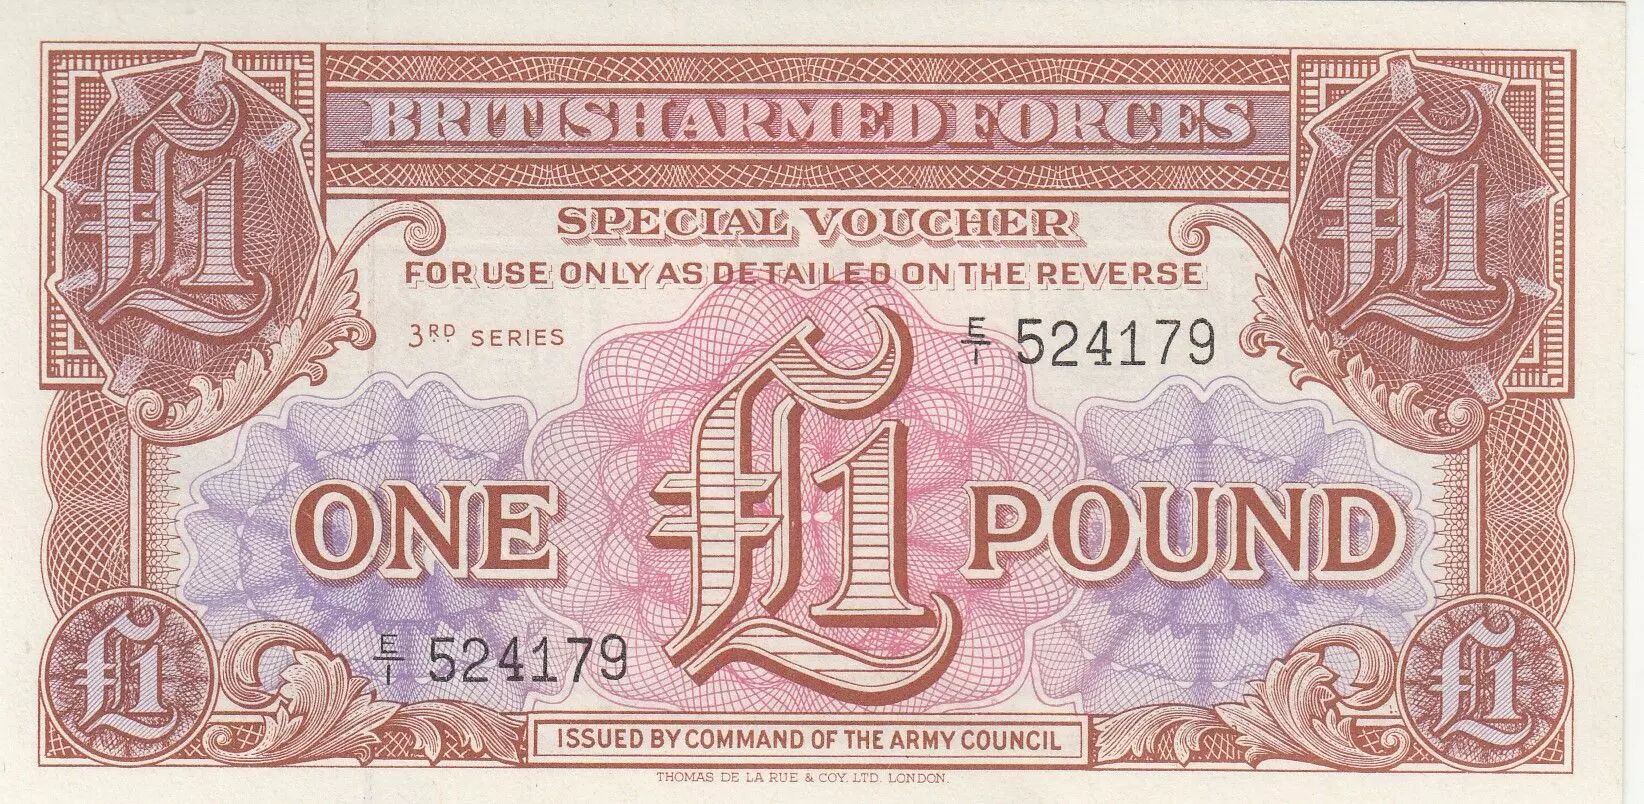 £1
£1
BRITISH ARMED FORCES
SPECIAL VOUCHER
FOR USE ONLY AS DETAILED ON THE REVERSE
3RD SERIES
E/1 524179
ONE £1 POUND
E/1 524179
£1
£1
ISSUED BY COMMAND OF THE ARMY COUNCIL
THOMAS DE LA RUE & COY. LTD. LONDON.